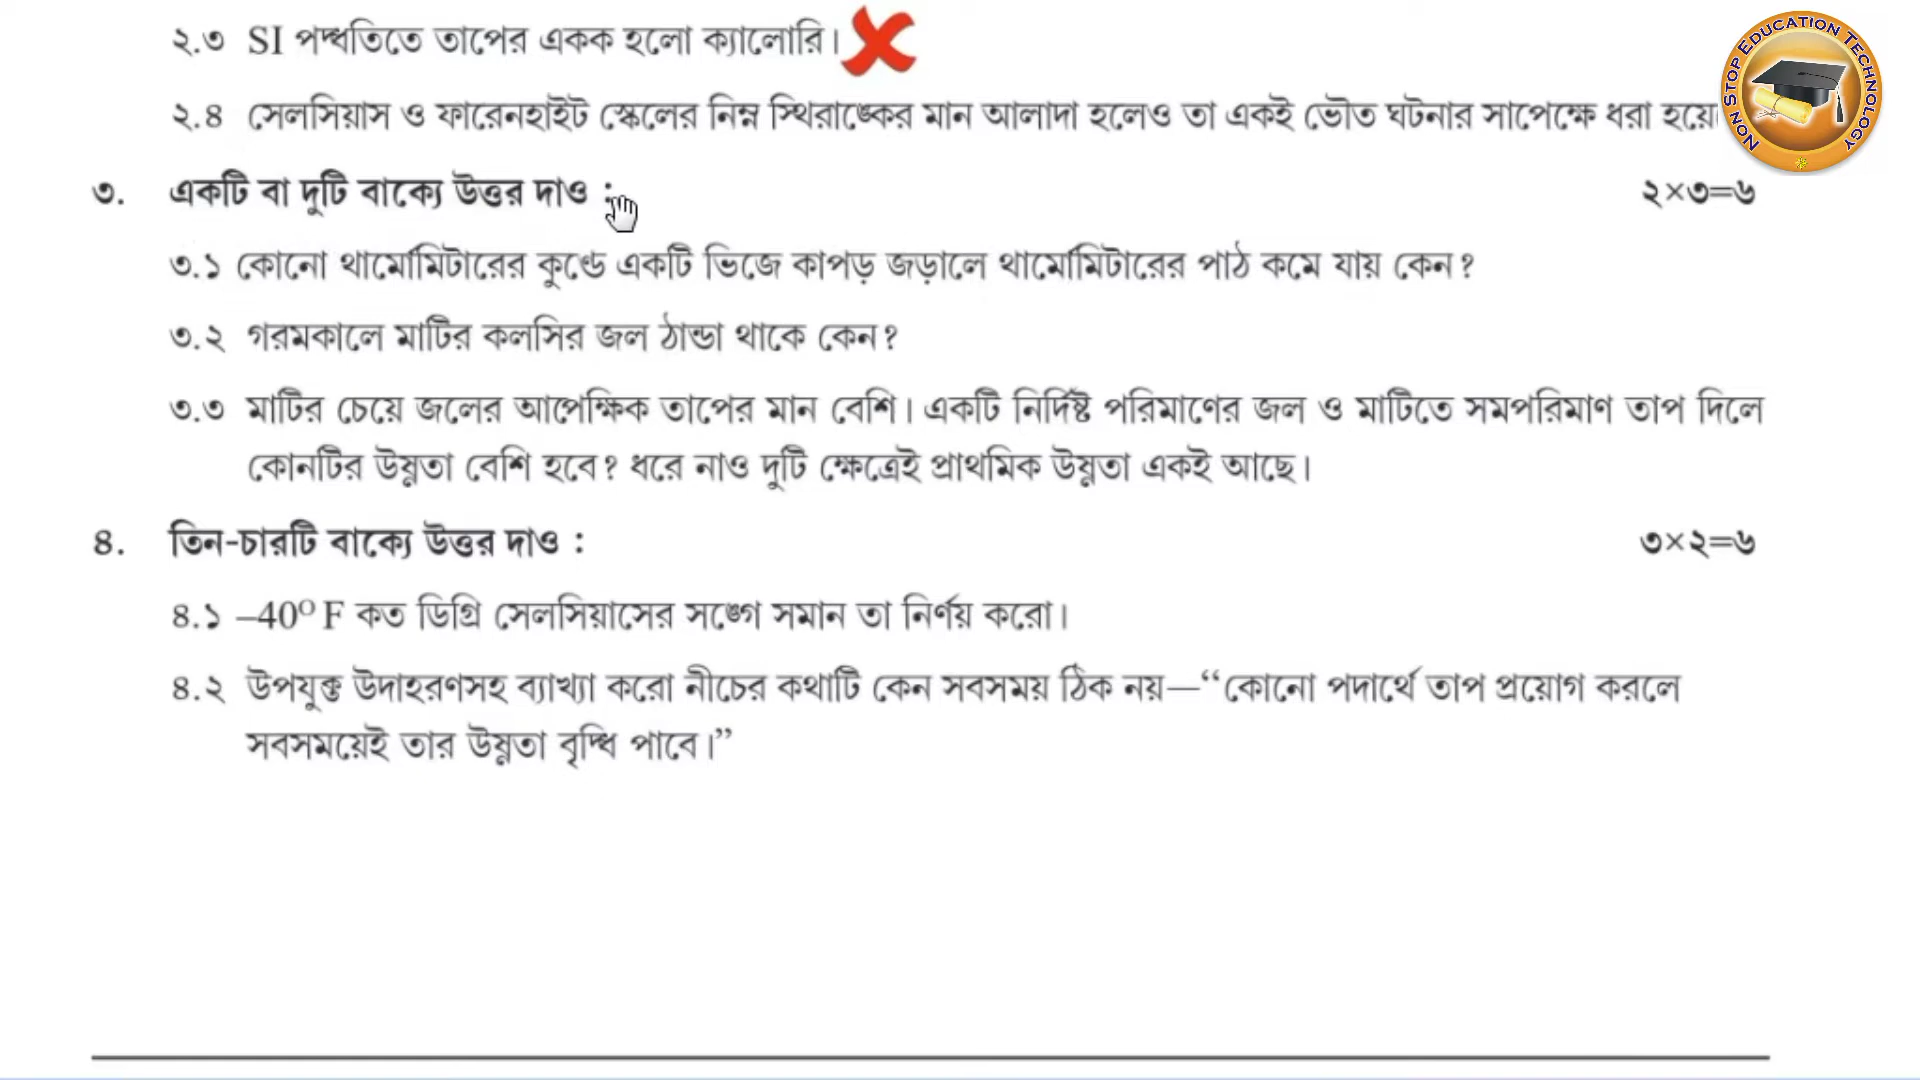 ২.৩ SI পদ্ধতিতে তাপের একক হলো ক্যালোরি।
২.৪ সেলসিয়াস ও ফারেনহাইট স্কেলের নিম্ন স্থিরাঙ্কের মান আলাদা হলেও তা একই ভৌত ঘটনার সাপেক্ষে ধরা
NON STOP EDUCATION TECHNOLOGY
৩. একটি বা দুটি বাক্যে উত্তর দাও : ২×৩=৬
৩.১ কোনো থার্মোমিটারের কুণ্ডে একটি ভিজে কাপড় জড়ালে থার্মোমিটারের পাঠ কমে যায় কেন?
৩.২ গরমকালে মাটির কলসির জল ঠান্ডা থাকে কেন?
৩.৩ মাটির চেয়ে জলের আপেক্ষিক তাপের মান বেশি। একটি নির্দিষ্ট পরিমাণের জল ও মাটিতে সমপরিমাণ তাপ দিলে
কোনটির উষ্ণতা বেশি হবে? ধরে নাও দুটি ক্ষেত্রেই প্রাথমিক উষ্ণতা একই আছে।
৪. তিন-চারটি বাক্যে উত্তর দাও : ৩×২=৬
৪.১ –40⁰ F কত ডিগ্রি সেলসিয়াসের সঙ্গে সমান তা নির্ণয় করো।
৪.২ উপযুক্ত উদাহরণসহ ব্যাখ্যা করো নীচের কথাটি কেন সবসময় ঠিক নয়—“কোনো পদার্থে তাপ প্রয়োগ করলে
সবসময়েই তার উষ্ণতা বৃদ্ধি পাবে।”